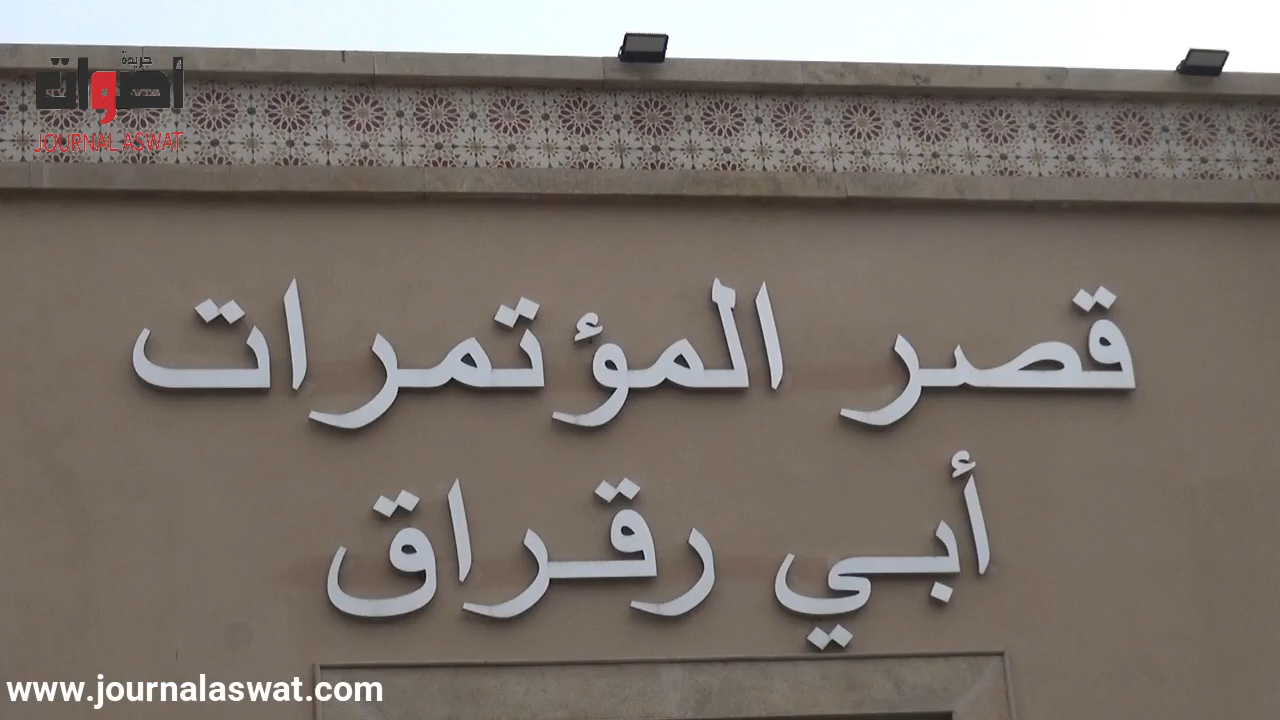 جريدة
أصوات
JOURNAL ASWAT
قصر المؤتمرات
أبي رقراق
www.journalaswat.com